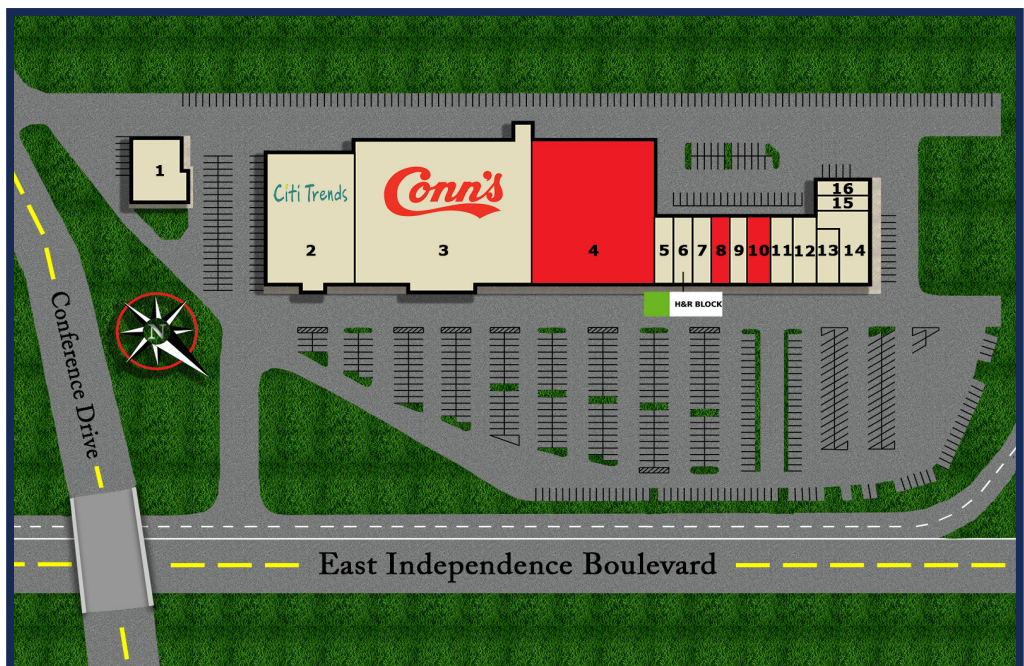 1
Citi Trends
2
Conn's
3
4
5
6
7
8
9
10
11
12
13
14
15
16
H&R BLOCK
N
Conference Drive
East Independence Boulevard